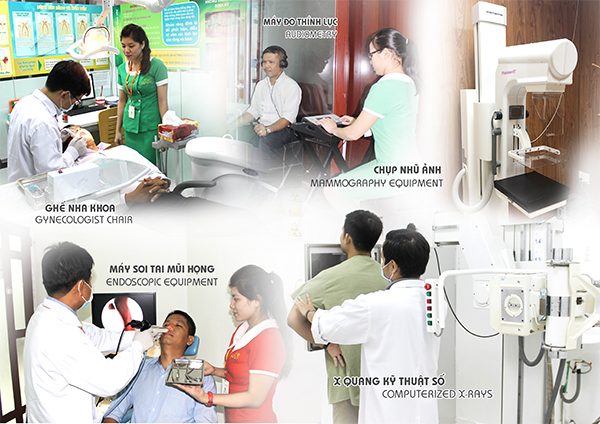 MÁY ĐO THÍNH LỰC
AUDIOMETRY
CHỤP NHŨ ẢNH
MAMMOGRAPHY EQUIPMENT
GHẾ NHA KHOA
GYNECOLOGIST CHAIR
MÁY SOI TAI MŨI HỌNG
ENDOSCOPIC EQUIPMENT
X QUANG KỸ THUẬT SỐ
COMPUTERIZED X-RAYS